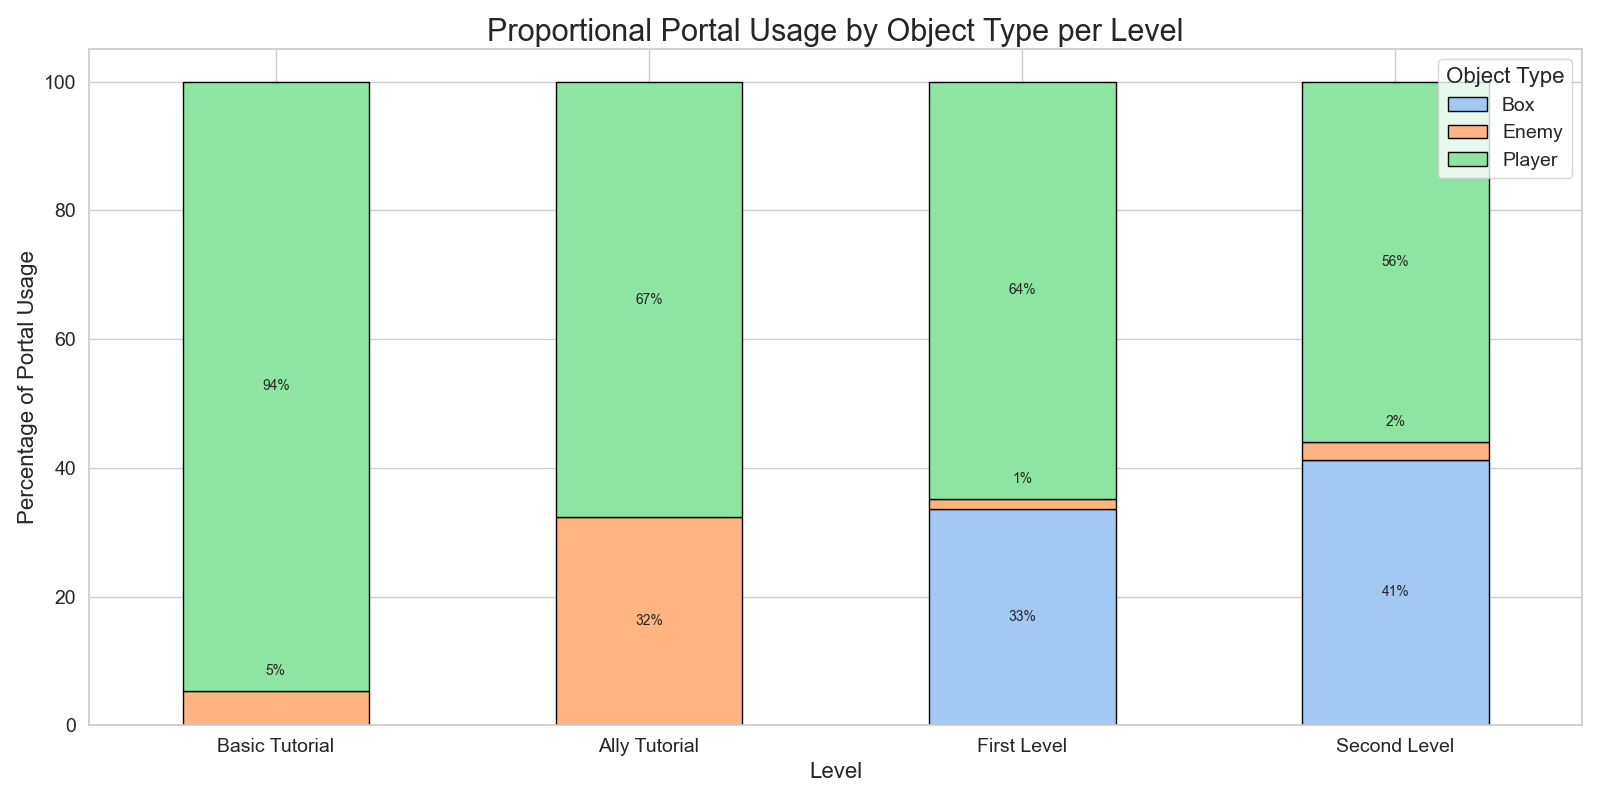 Proportional Portal Usage by Object Type per Level
Percentage of Portal Usage
100
80
60
40
20
0
Object Type
Box
Enemy
Player
94%
5%
67%
32%
64%
1%
33%
56%
2%
41%
Basic Tutorial
Ally Tutorial
First Level
Second Level
Level